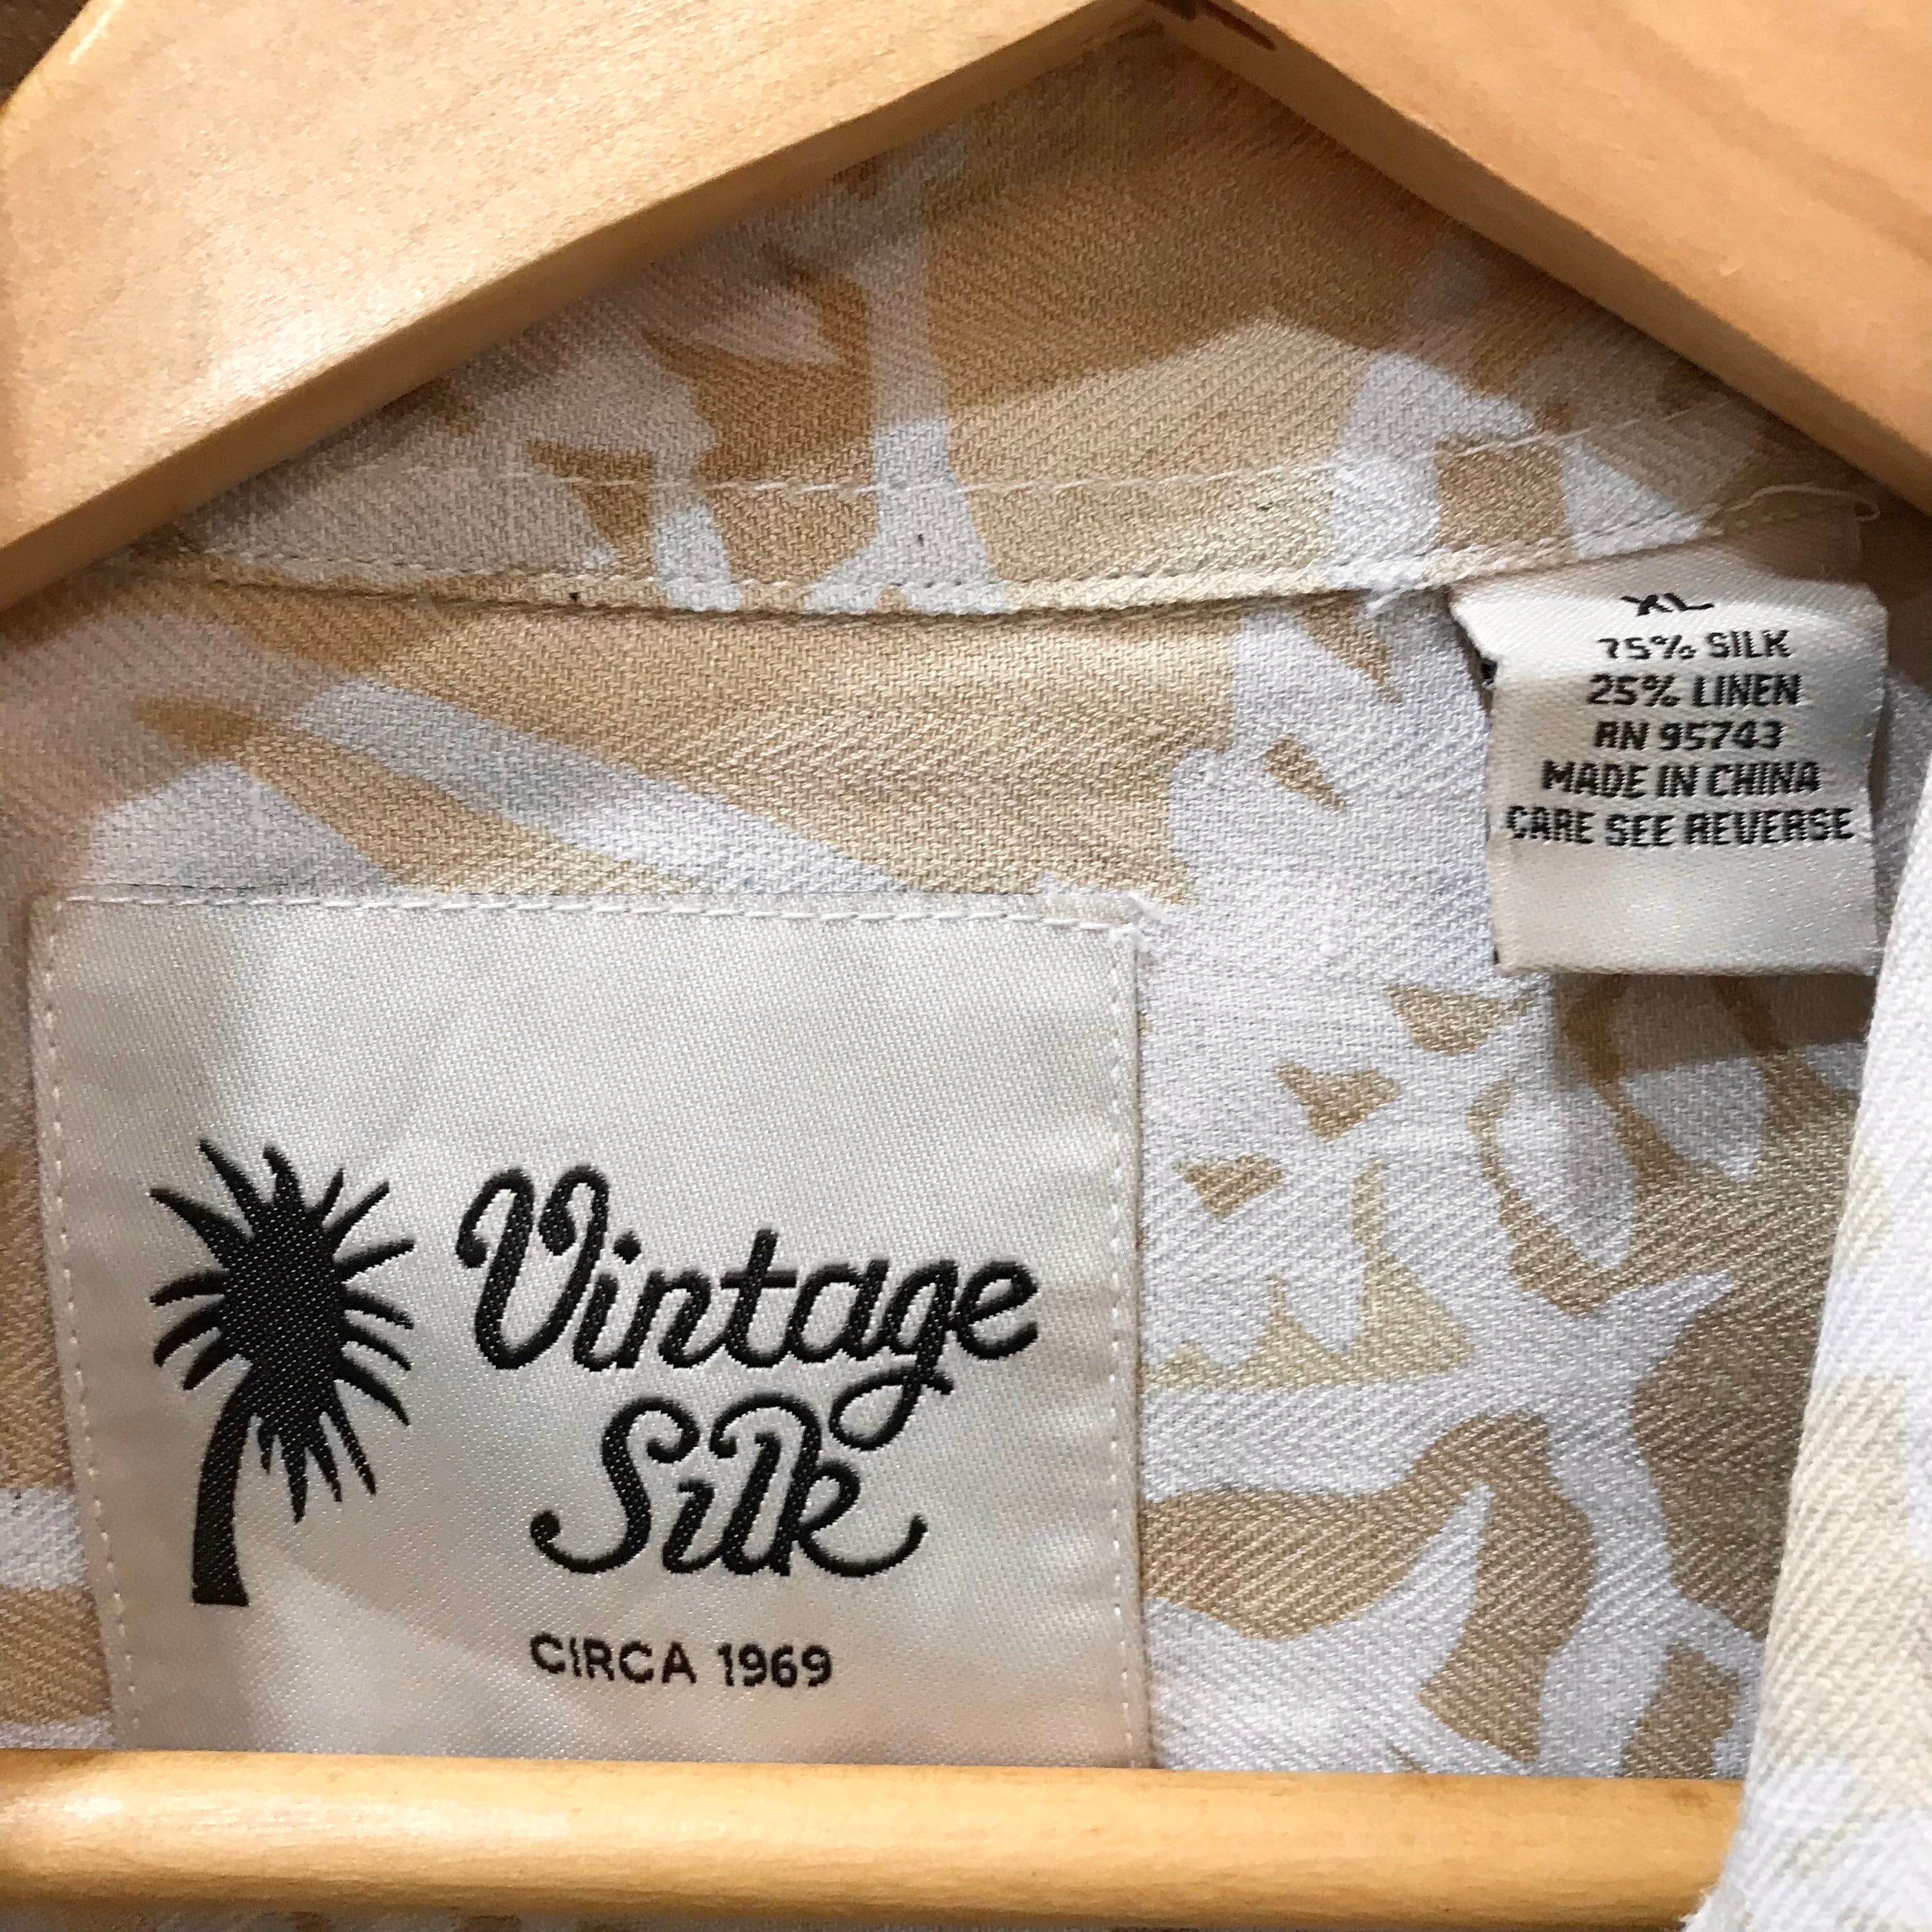 Vintage
Silk
CIRCA 1969
XL
75% SILK
25% LINEN
RN 95743
MADE IN CHINA
CARE SEE REVERSE